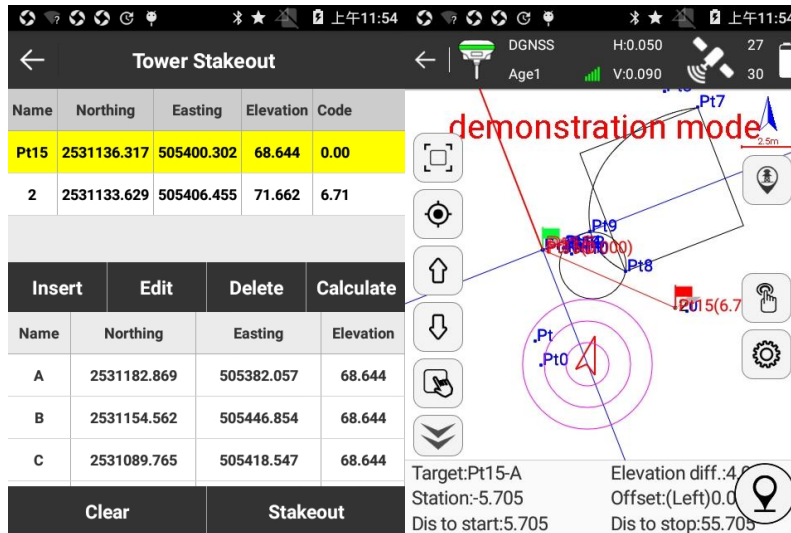 上午11:54
Tower Stakeout
Name Northing Easting Elevation Code
Pt15 2531136.317 505400.302 68.644 0.00
2 2531133.629 505406.455 71.662 6.71
Insert Edit Delete Calculate
Name Northing Easting Elevation
A 2531182.869 505382.057 68.644
B 2531154.562 505446.854 68.644
C 2531089.765 505418.547 68.644
Clear Stakeout
上午11:54
DGNSS H:0.050 27
Age1 V:0.090 30
Pt7
demonstration mode
2.5m
Pt9
Pt8
Pt15(6.7
Pt
Pt0
Target:Pt15-A Elevation diff.:4.
Station:-5.705 Offset:(Left)0.0
Dis to start:5.705 Dis to stop:55.705